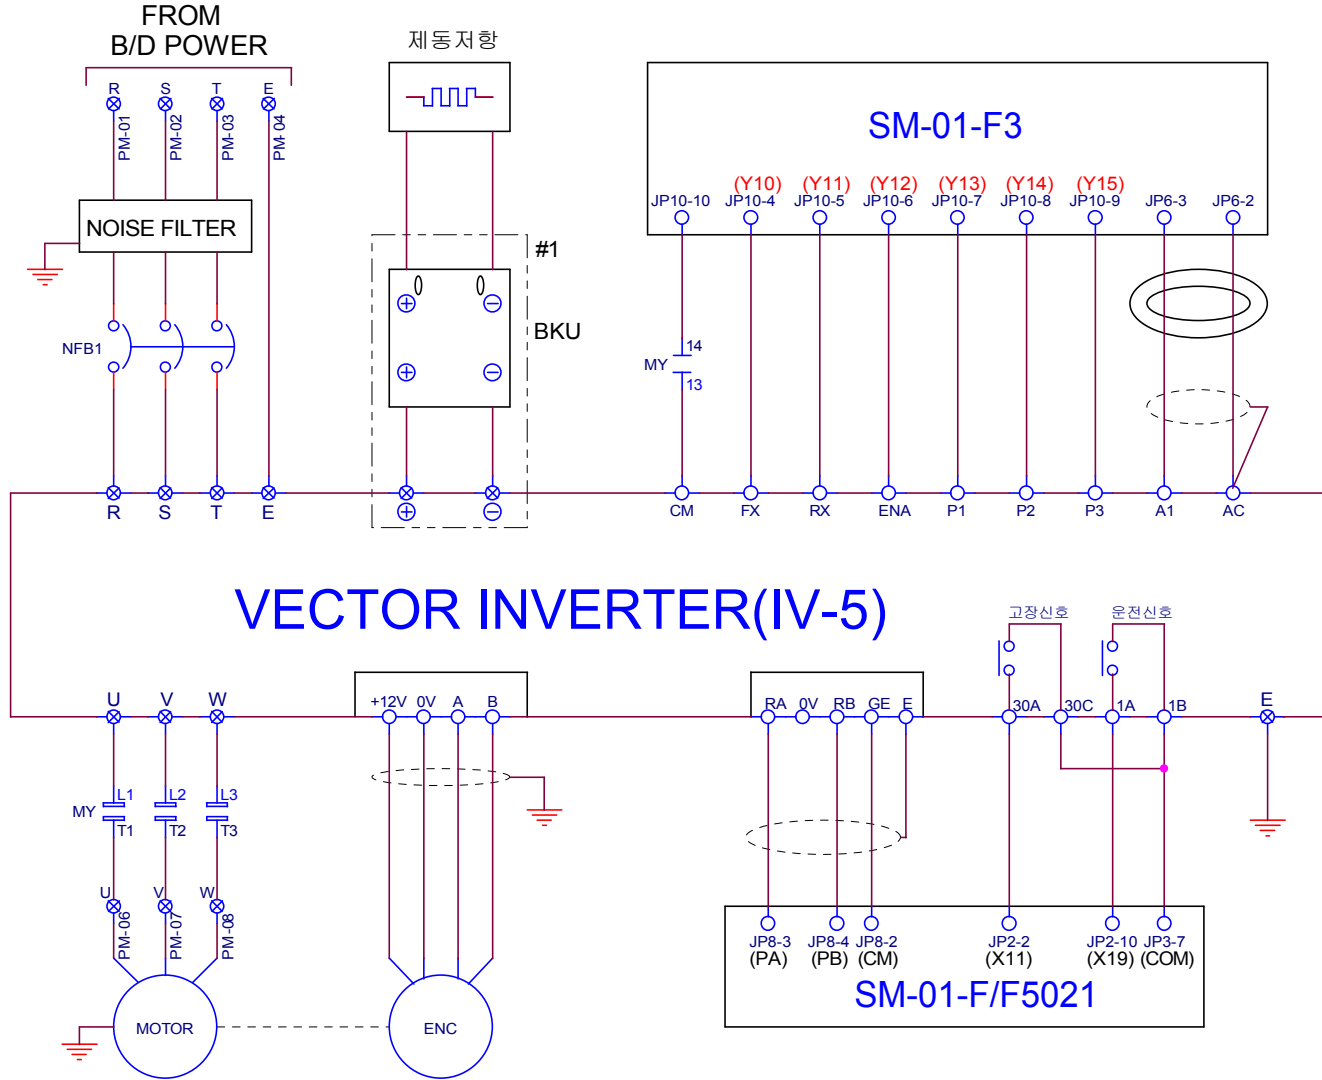 FROM
B/D POWER
제동저항
R S T E
PM-01 PM-02 PM-03 PM-04
SM-01-F3
(Y10) (Y11) (Y12) (Y13) (Y14) (Y15)
JP10-10 JP10-4 JP10-5 JP10-6 JP10-7 JP10-8 JP10-9 JP6-3 JP6-2
NOISE FILTER
#1
BKU
NFB1
14
MY
13
R S T E
CM FX RX ENA P1 P2 P3 A1 AC
VECTOR INVERTER(IV-5)
고장신호 운전신호
U V W
+12V 0V A B
RA 0V RB GE E
30A 30C 1A 1B
E
L1 L2 L3
MY
T1 T2 T3
U V W
PM-06 PM-07 PM-08
JP8-3 JP8-4 JP8-2 JP2-2 JP2-10 JP3-7
(PA) (PB) (CM) (X11) (X19) (COM)
SM-01-F/F5021
MOTOR ENC